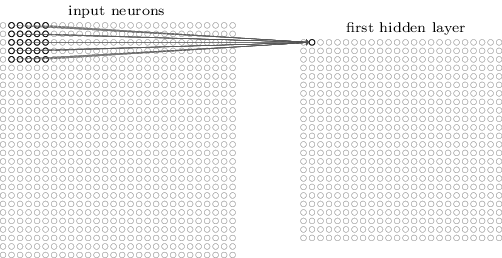 input neurons
first hidden layer